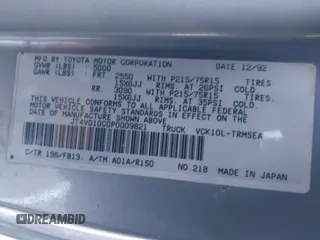 MFD. BY TOYOTA MOTOR CORPORATION DATE 12/92
GVWR (LBS) : 5000
GAWR (LBS) : FRT 2550 WITH P215/75R15 TIRES
15X6JJ RIMS AT 26PSI COLD
RR. 3090 WITH P215/75R15 TIRES
15X6JJ RIMS AT 35PSI COLD
THIS VEHICLE CONFORMS TO ALL APPLICABLE
FEDERAL MOTOR VEHICLE SAFETY STANDARDS
IN EFFECT ON THE DATE OF MANUFACTURE SHOWN ABOVE.
JT4VD10C0P0009821 TRUCK VCK10L-TRMSEA
C/TR 196/FB13. A/TM A01A/R150
NO.218 MADE IN JAPAN